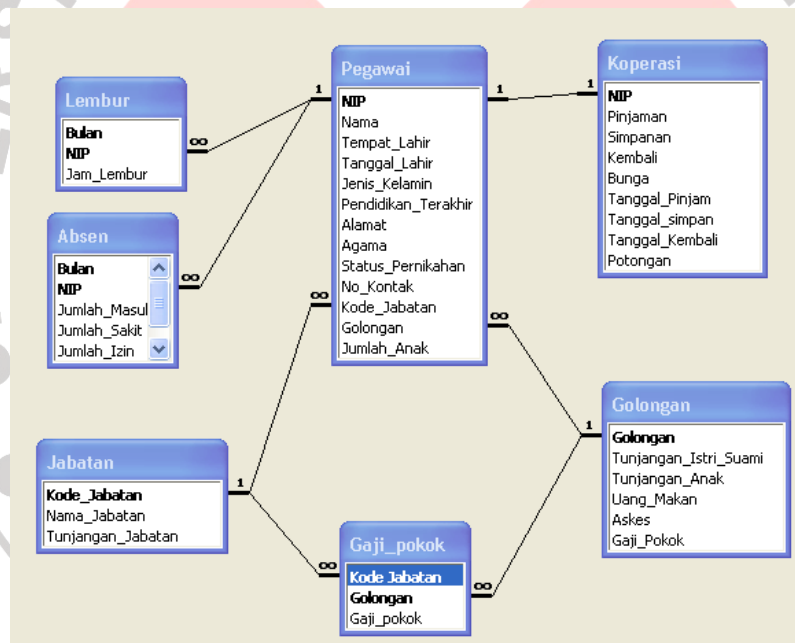 Lembur
Bulan
NIP
Jam_Lembur
Absen
Bulan
NIP
Jumlah_Masul
Jumlah_Sakit
Jumlah_Izin
Pegawai
NIP
Nama
Tempat_Lahir
Tanggal_Lahir
Jenis_Kelamin
Pendidikan_Terakhir
Alamat
Agama
Status_Pernikahan
No_Kontak
Kode_Jabatan
Golongan
Jumlah_Anak
Koperasi
NIP
Pinjaman
Simpanan
Kembali
Bunga
Tanggal_Pinjam
Tanggal_simpan
Tanggal_Kembali
Potongan
Jabatan
Kode_Jabatan
Nama_Jabatan
Tunjangan_Jabatan
Gaji_pokok
Kode Jabatan
Golongan
Gaji_pokok
Golongan
Golongan
Tunjangan_Istri_Suami
Tunjangan_Anak
Uang_Makan
Askes
Gaji_Pokok
1
1
1
1
1
∞
∞
∞
∞
∞
∞